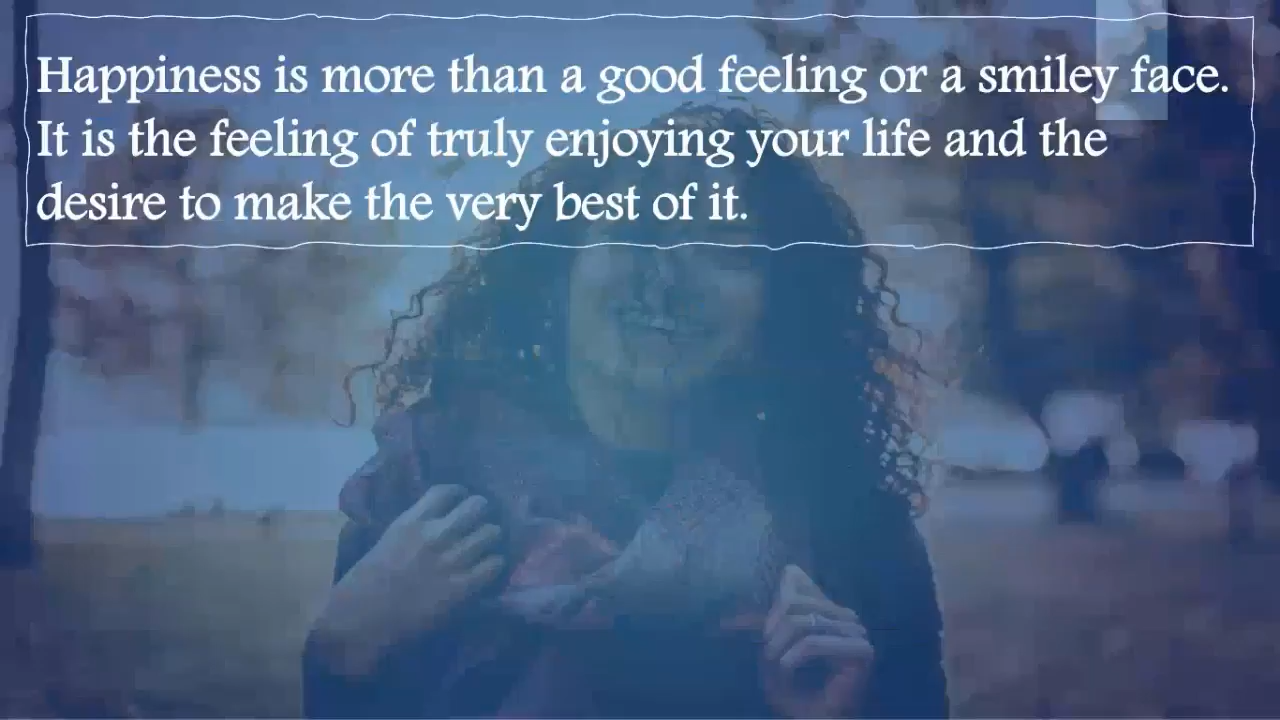 Happiness is more than a good feeling or a smiley face.
It is the feeling of truly enjoying your life and the
desire to make the very best of it.